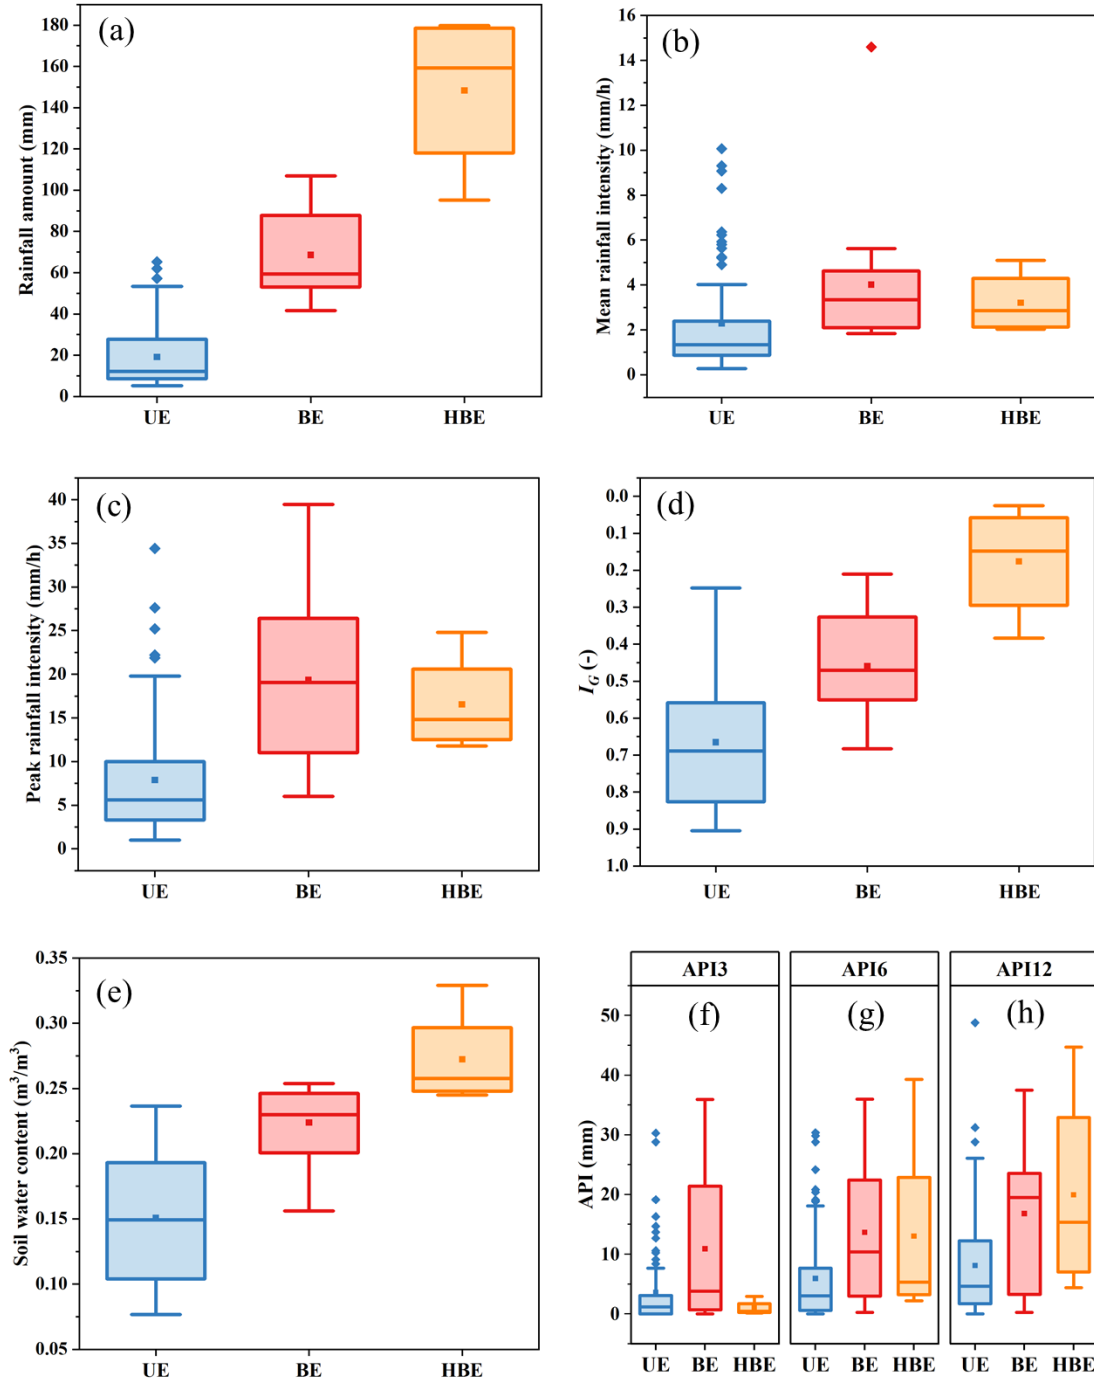 (a)
Rainfall amount (mm)
180
160
140
120
100
80
60
40
20
0
UE BE HBE
(b)
Mean rainfall intensity (mm/h)
16
14
12
10
8
6
4
2
0
UE BE HBE
(c)
Peak rainfall intensity (mm/h)
40
35
30
25
20
15
10
5
0
UE BE HBE
(d)
I_G (-)
0.0
0.1
0.2
0.3
0.4
0.5
0.6
0.7
0.8
0.9
1.0
UE BE HBE
(e)
Soil water content (m³/m³)
0.35
0.30
0.25
0.20
0.15
0.10
0.05
UE BE HBE
API3 API6 API12
(f) (g) (h)
API (mm)
50
40
30
20
10
0
UE BE HBE UE BE HBE UE BE HBE